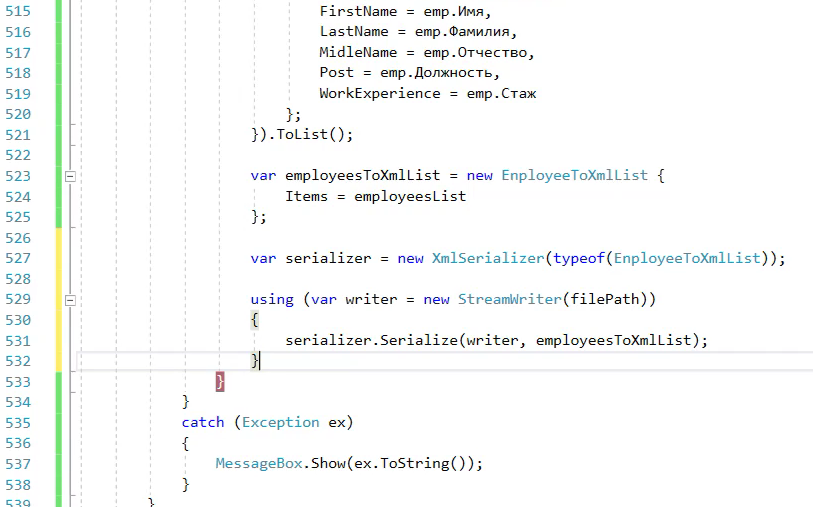 515 FirstName = emp.Имя,
516 LastName = emp.Фамилия,
517 MidleName = emp.Отчество,
518 Post = emp.Должность,
519 WorkExperience = emp.Стаж
520 };
521 }).ToList();
522
523 var employeesToXmlList = new EnployeeToXmlList {
524 Items = employeesList
525 };
526
527 var serializer = new XmlSerializer(typeof(EnployeeToXmlList));
528
529 using (var writer = new StreamWriter(filePath))
530 {
531 serializer.Serialize(writer, employeesToXmlList);
532 }
533 }
534 }
535 catch (Exception ex)
536 {
537 MessageBox.Show(ex.ToString());
538 }
539 }